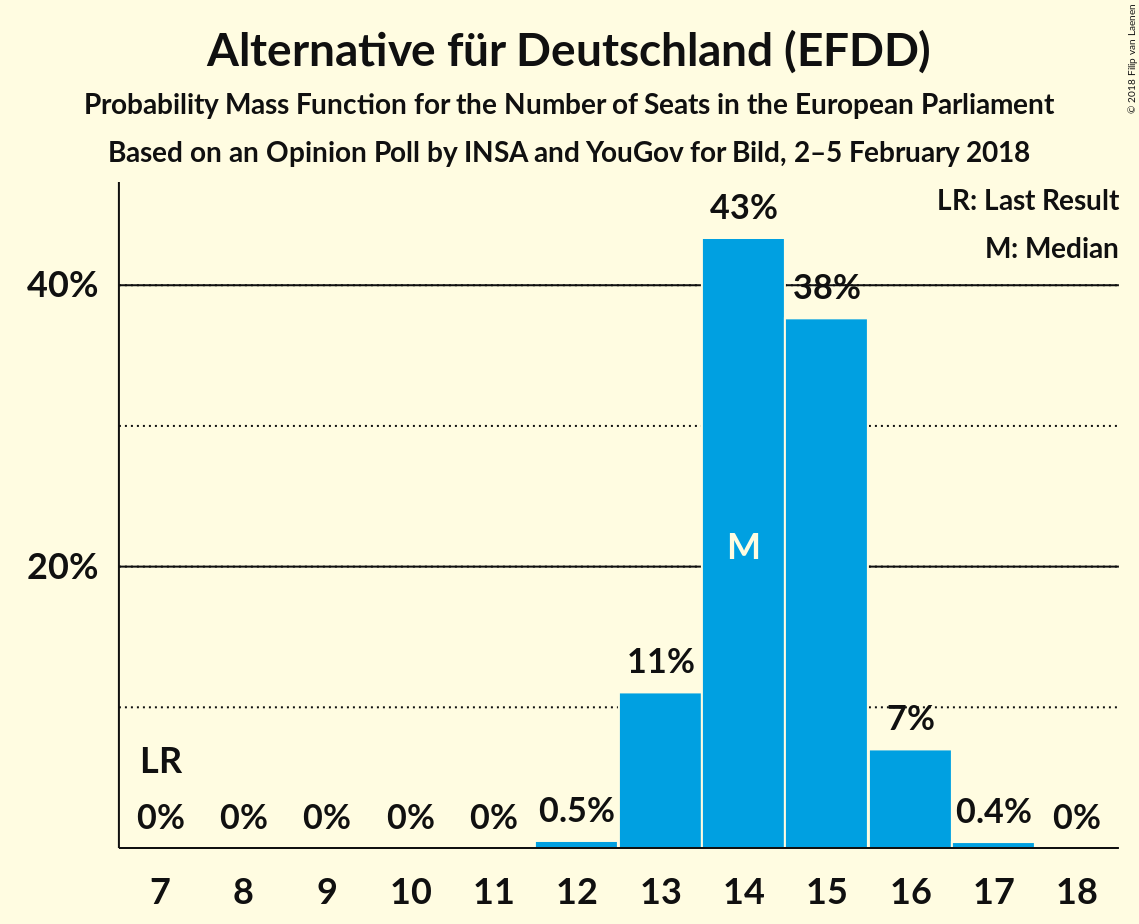 Alternative für Deutschland (EFDD)
Probability Mass Function for the Number of Seats in the European Parliament
Based on an Opinion Poll by INSA and YouGov for Bild, 2–5 February 2018
© 2018 Filip van Laenen
LR: Last Result
M: Median
43%
40%
38%
M
20%
11%
7%
LR
0% 0% 0% 0% 0% 0.5% 0.4% 0%
7 8 9 10 11 12 13 14 15 16 17 18